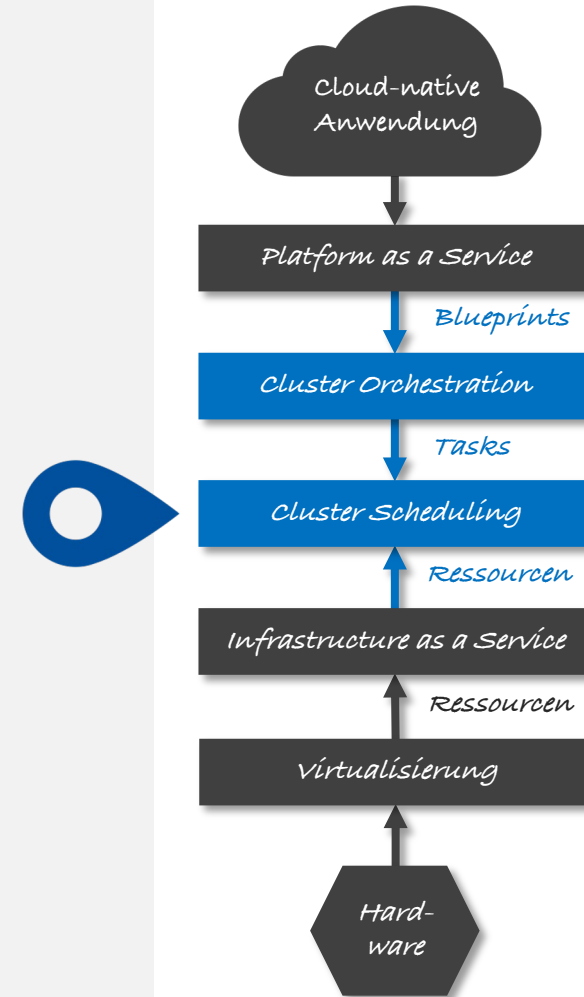 Cloud-native
Anwendung
Platform as a Service
Blueprints
Cluster Orchestration
Tasks
Cluster Scheduling
Ressourcen
Infrastructure as a Service
Ressourcen
Virtualisierung
Hard-
ware